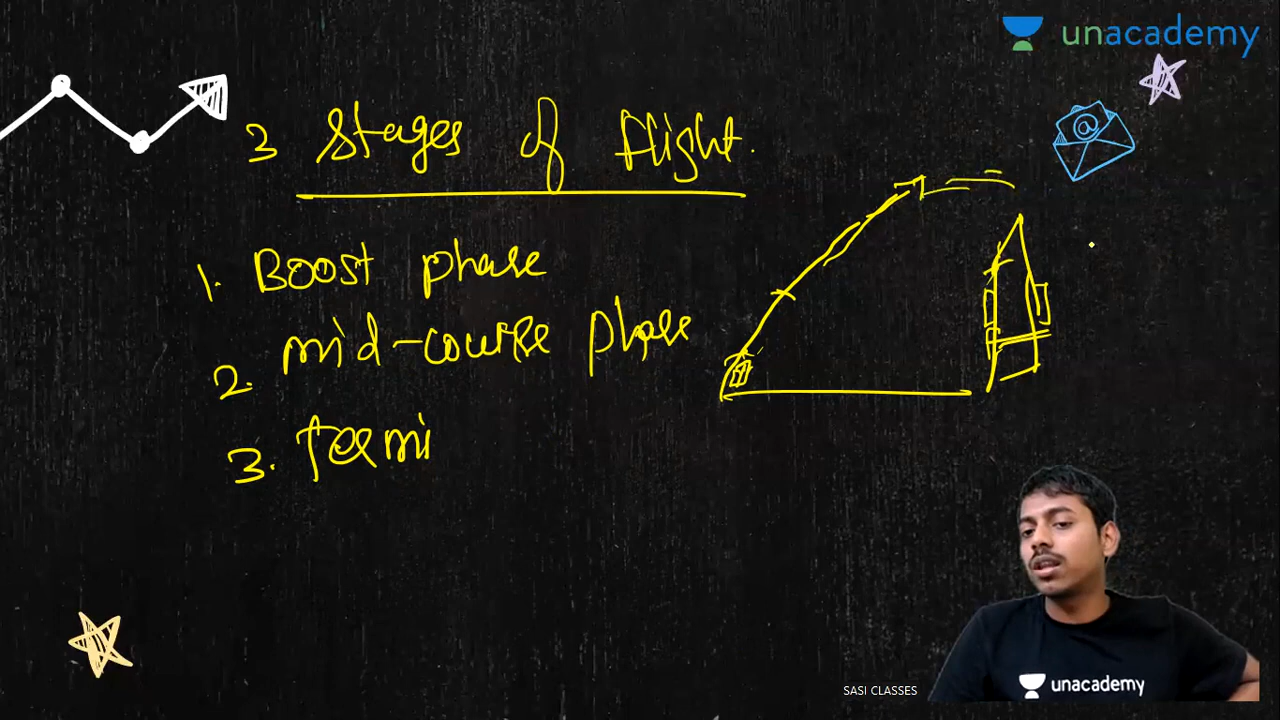 unacademy
3 Stages of flight.
@
1. Boost phase
2. mid-course phase
3. Termi
unacademy
SASI CLASSES